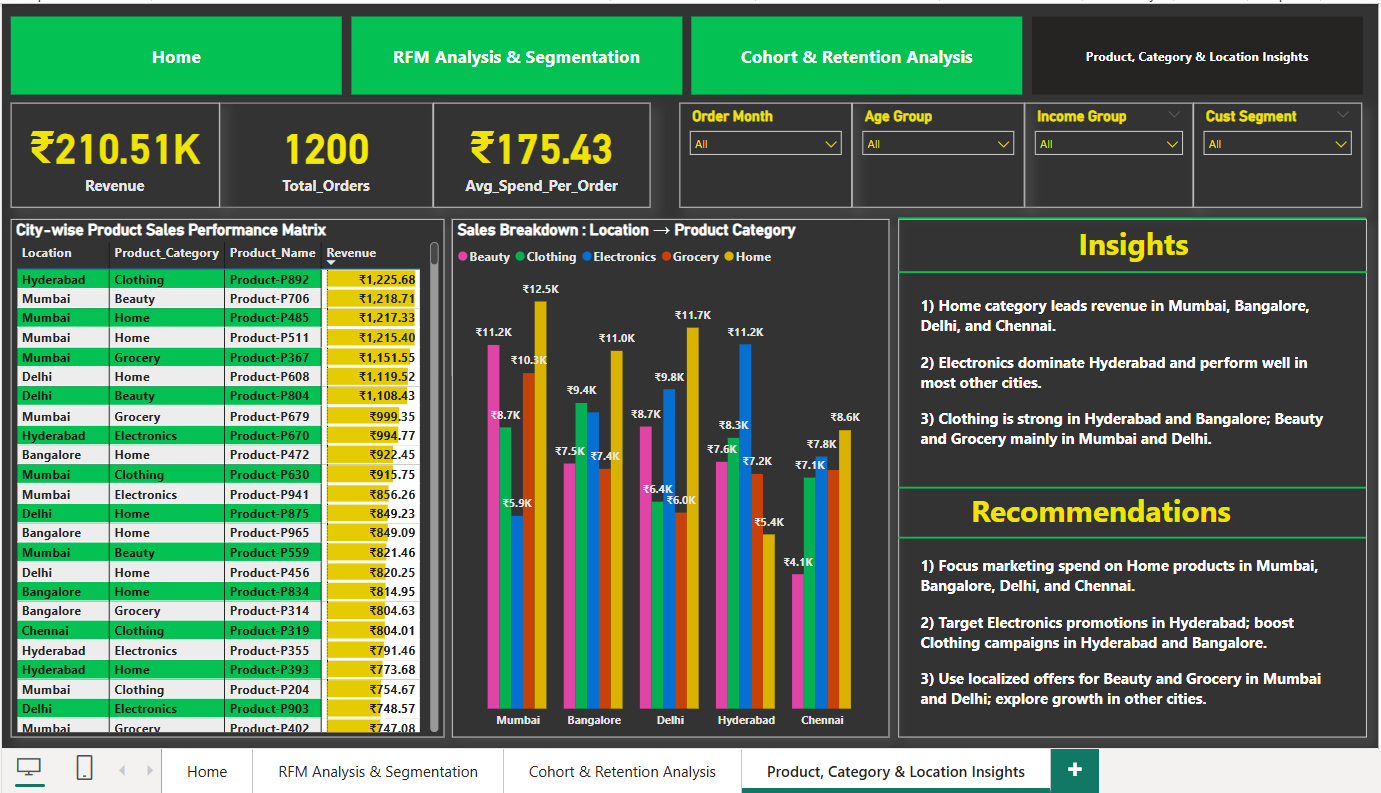 Home
RFM Analysis & Segmentation
Cohort & Retention Analysis
Product, Category & Location Insights
₹210.51K
Revenue
1200
Total_Orders
₹175.43
Avg_Spend_Per_Order
Order Month
All
Age Group
All
Income Group
All
Cust Segment
All
City-wise Product Sales Performance Matrix
Location Product_Category Product_Name Revenue
Hyderabad Clothing Product-P892 ₹1,225.68
Mumbai Beauty Product-P706 ₹1,218.71
Mumbai Home Product-P485 ₹1,217.33
Mumbai Home Product-P511 ₹1,215.40
Mumbai Grocery Product-P367 ₹1,151.55
Delhi Home Product-P608 ₹1,119.52
Delhi Beauty Product-P804 ₹1,108.43
Mumbai Grocery Product-P679 ₹999.35
Hyderabad Electronics Product-P670 ₹994.77
Bangalore Home Product-P472 ₹922.45
Mumbai Clothing Product-P630 ₹915.75
Mumbai Electronics Product-P941 ₹856.26
Delhi Home Product-P875 ₹849.23
Bangalore Home Product-P965 ₹849.09
Mumbai Beauty Product-P559 ₹821.46
Delhi Home Product-P456 ₹820.25
Bangalore Home Product-P834 ₹814.95
Bangalore Grocery Product-P314 ₹804.63
Chennai Clothing Product-P319 ₹804.01
Hyderabad Electronics Product-P355 ₹791.46
Hyderabad Home Product-P393 ₹773.68
Mumbai Clothing Product-P204 ₹754.67
Delhi Electronics Product-P903 ₹748.57
Mumbai Grocery Product-P402 ₹747.08
Sales Breakdown : Location → Product Category
Beauty Clothing Electronics Grocery Home
₹11.2K
₹8.7K
₹5.9K
₹10.3K
₹12.5K
₹7.5K
₹9.4K
₹7.4K
₹11.0K
₹8.7K
₹6.4K
₹9.8K
₹6.0K
₹11.7K
₹7.6K
₹8.3K
₹11.2K
₹7.2K
₹5.4K
₹4.1K
₹7.1K
₹7.8K
₹8.6K
Mumbai Bangalore Delhi Hyderabad Chennai
Insights
1) Home category leads revenue in Mumbai, Bangalore,
Delhi, and Chennai.
2) Electronics dominate Hyderabad and perform well in
most other cities.
3) Clothing is strong in Hyderabad and Bangalore; Beauty
and Grocery mainly in Mumbai and Delhi.
Recommendations
1) Focus marketing spend on Home products in Mumbai,
Bangalore, Delhi, and Chennai.
2) Target Electronics promotions in Hyderabad; boost
Clothing campaigns in Hyderabad and Bangalore.
3) Use localized offers for Beauty and Grocery in Mumbai
and Delhi; explore growth in other cities.
Home
RFM Analysis & Segmentation
Cohort & Retention Analysis
Product, Category & Location Insights
+